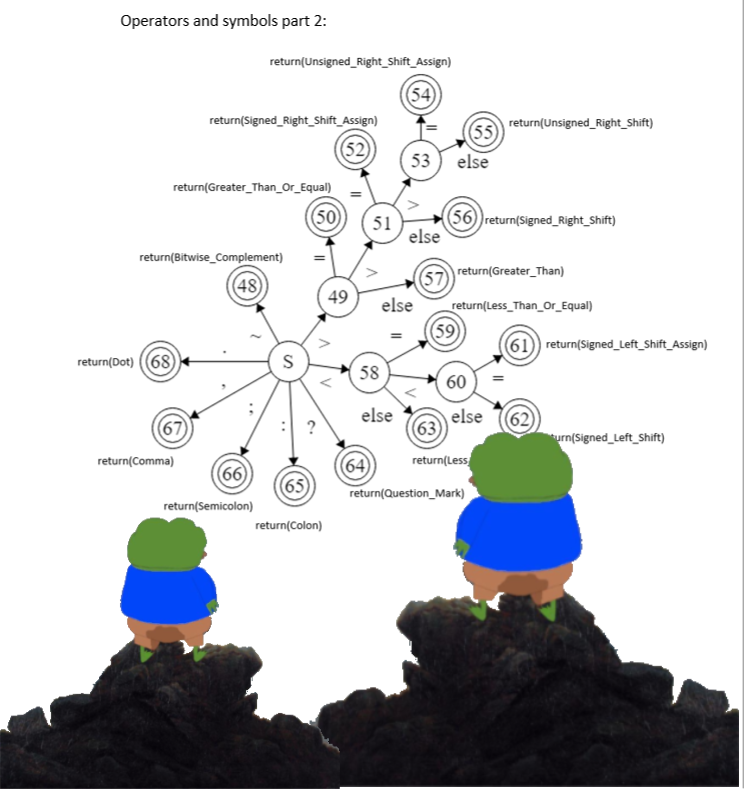 Operators and symbols part 2:
return(Unsigned_Right_Shift_Assign)
54
return(Signed_Right_Shift_Assign)
=
55
return(Unsigned_Right_Shift)
52
53
else
return(Greater_Than_Or_Equal)
=
>
50
51
56
return(Signed_Right_Shift)
else
return(Bitwise_Complement)
=
>
57
return(Greater_Than)
48
49
else
return(Less_Than_Or_Equal)
~
>
=
59
61
return(Signed_Left_Shift_Assign)
return(Dot)
68
.
S
58
60
=
,
<
<
;
:
?
else
else
62
67
63
turn(Signed_Left_Shift)
return(Comma)
66
65
64
return(Less
return(Question_Mark)
return(Semicolon)
return(Colon)